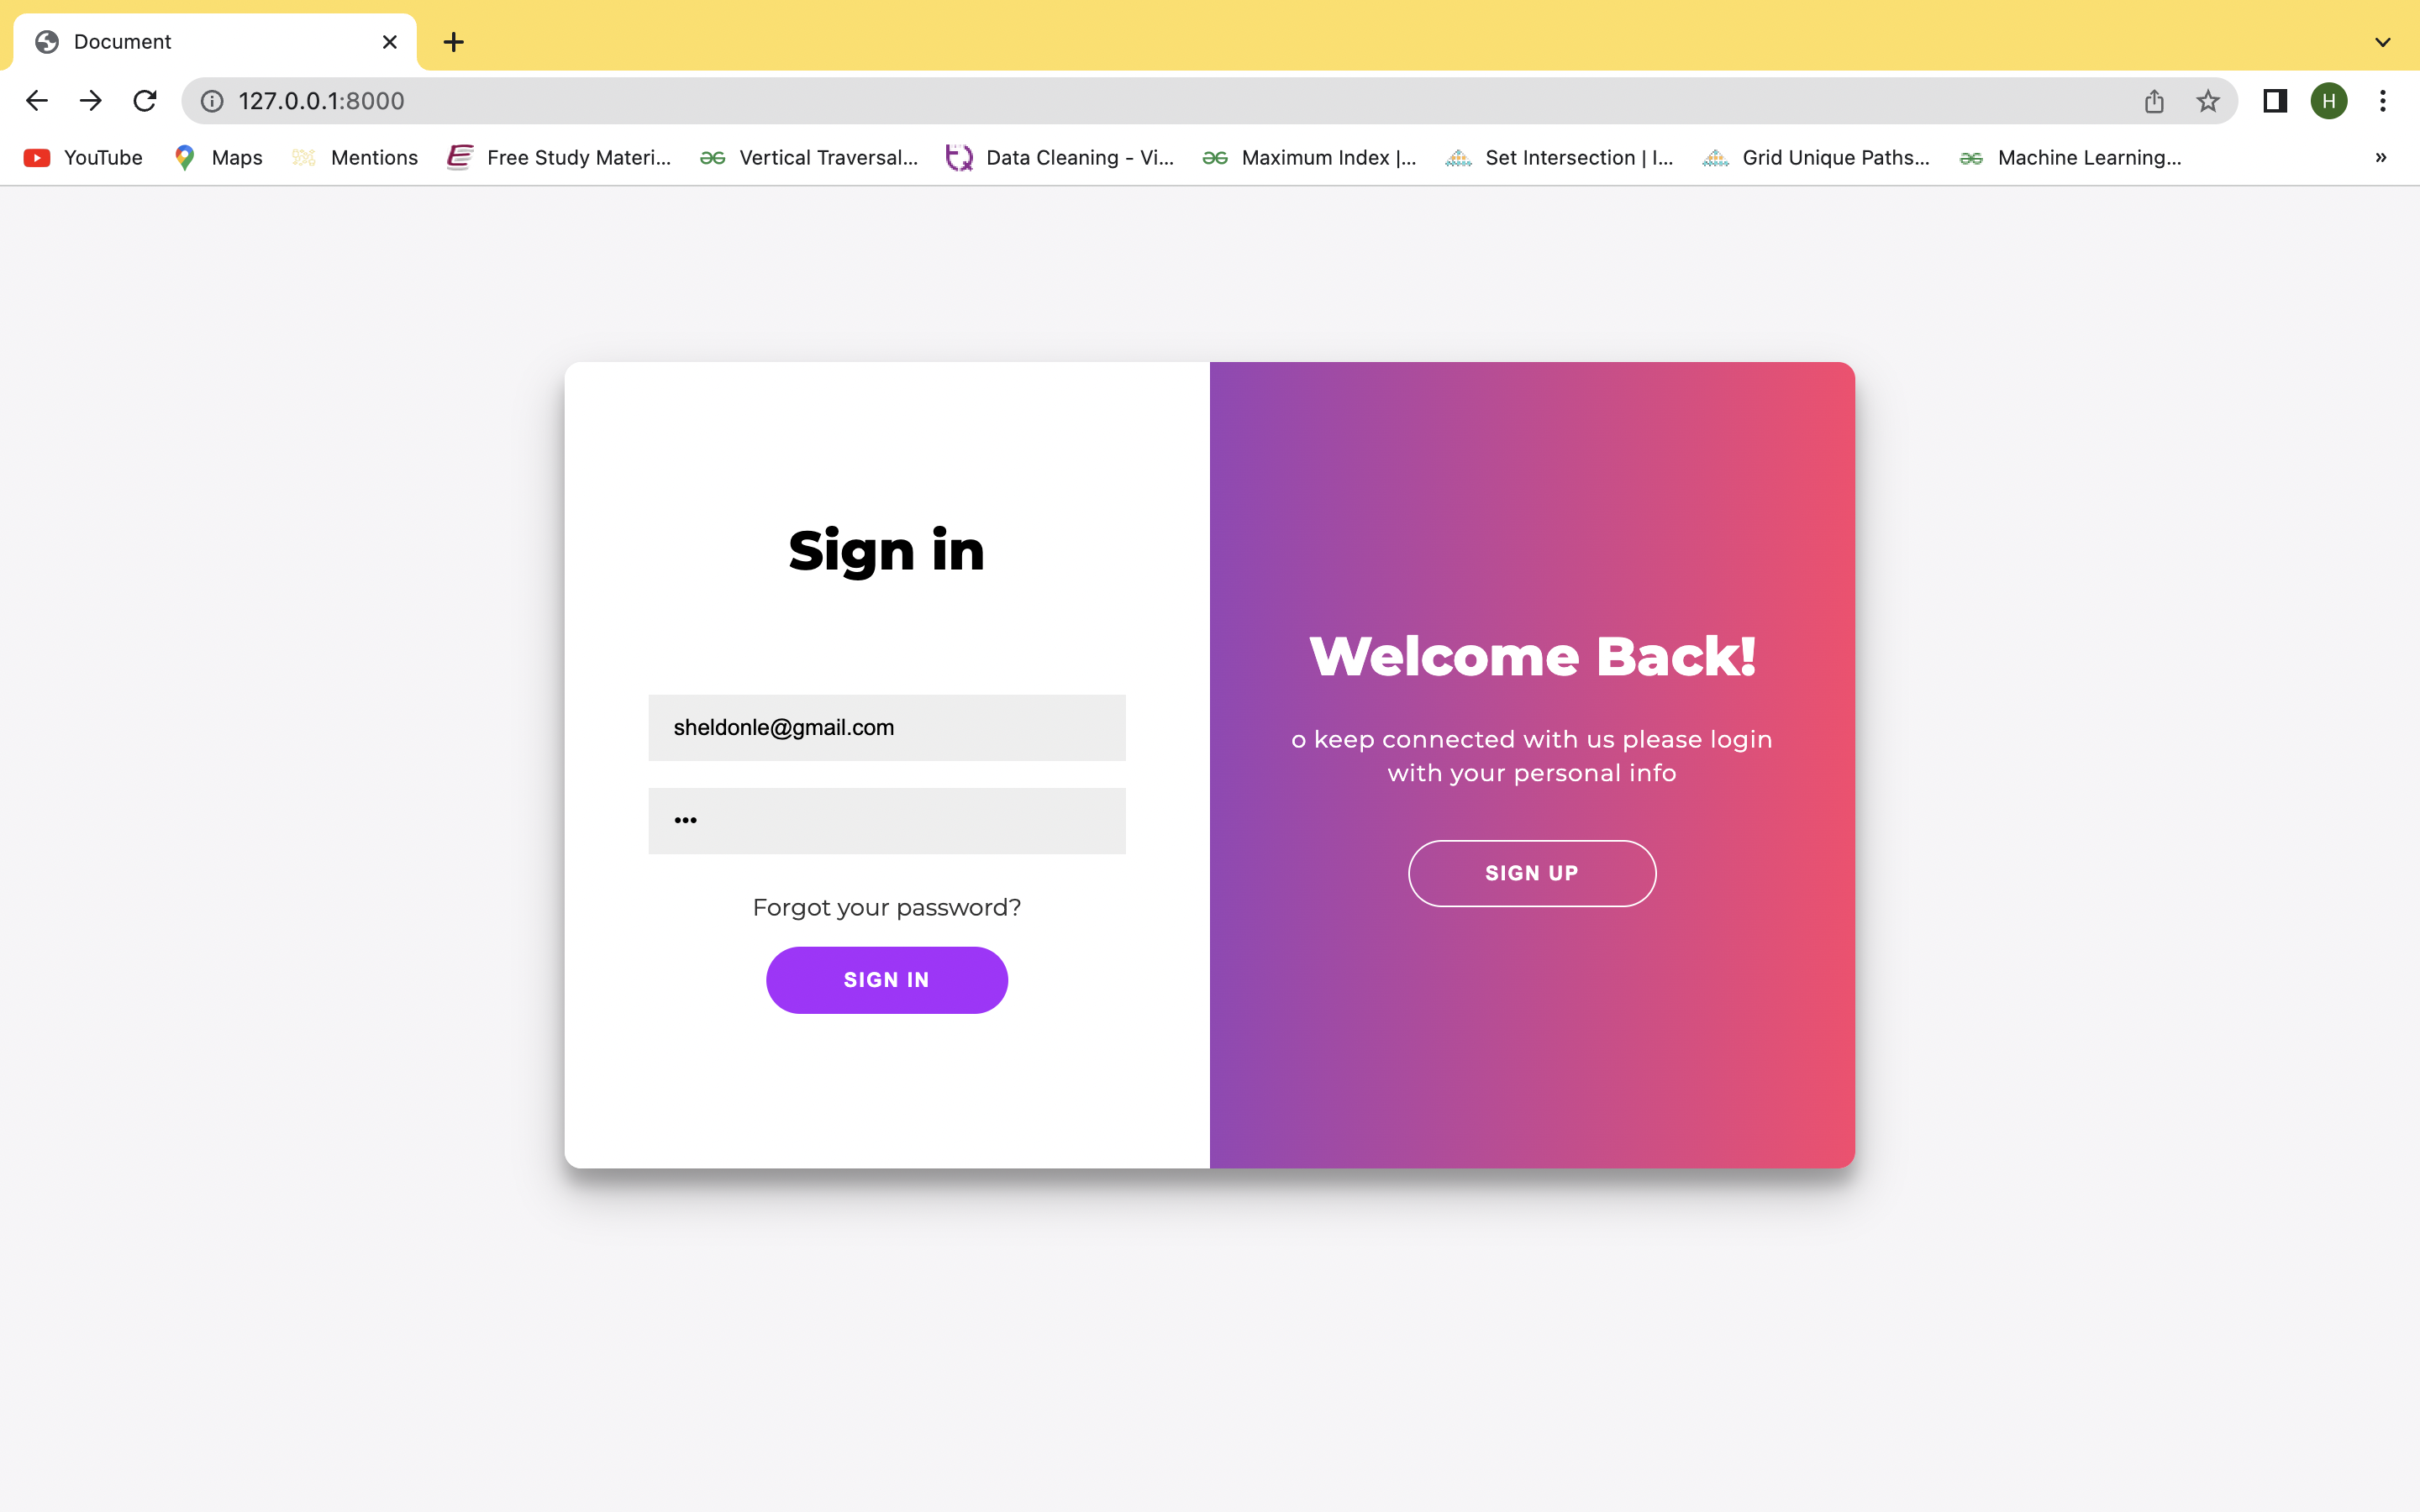 Document
127.0.0.1:8000
H
YouTube Maps Mentions Free Study Materi... Vertical Traversal... Data Cleaning - Vi... Maximum Index |... Set Intersection | I... Grid Unique Paths... Machine Learning... »
Sign in
sheldonle@gmail.com
•••
Forgot your password?
SIGN IN
Welcome Back!
o keep connected with us please login
with your personal info
SIGN UP